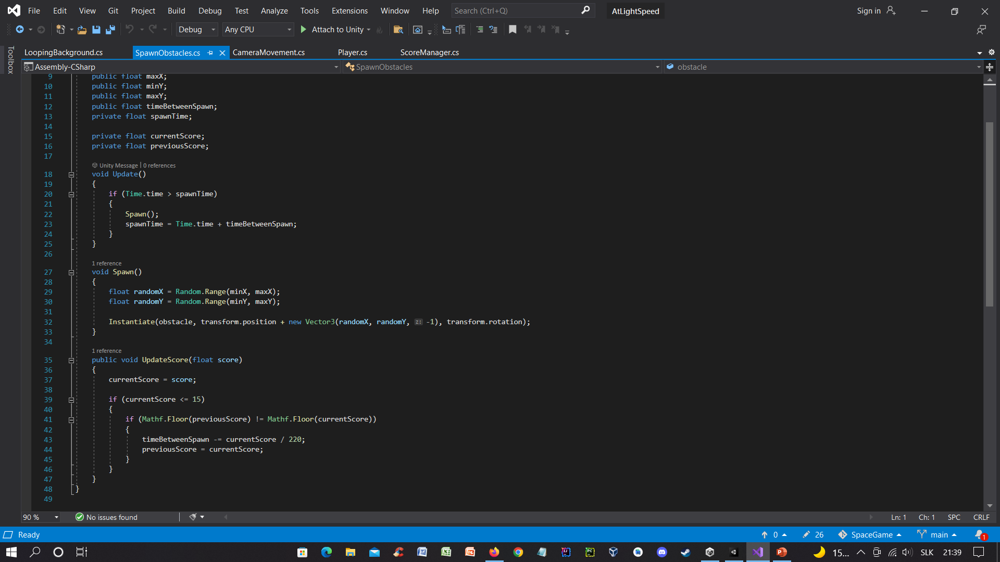 File Edit View Git Project Build Debug Test Analyze Tools Extensions Window Help Search (Ctrl+Q) AtLightSpeed Sign in
Debug Any CPU Attach to Unity
Toolbox
LoopingBackground.cs SpawnObstacles.cs CameraMovement.cs Player.cs ScoreManager.cs
Assembly-CSharp SpawnObstacles obstacle
9 public float maxX;
10 public float minY;
11 public float maxY;
12 public float timeBetweenSpawn;
13 private float spawnTime;
14
15 private float currentScore;
16 private float previousScore;
17
Unity Message | 0 references
18 void Update()
19 {
20 if (Time.time > spawnTime)
21 {
22 Spawn();
23 spawnTime = Time.time + timeBetweenSpawn;
24 }
25 }
26
1 reference
27 void Spawn()
28 {
29 float randomX = Random.Range(minX, maxX);
30 float randomY = Random.Range(minY, maxY);
31
32 Instantiate(obstacle, transform.position + new Vector3(randomX, randomY, z: -1), transform.rotation);
33 }
34
1 reference
35 public void UpdateScore(float score)
36 {
37 currentScore = score;
38
39 if (currentScore <= 15)
40 {
41 if (Mathf.Floor(previousScore) != Mathf.Floor(currentScore))
42 {
43 timeBetweenSpawn -= currentScore / 220;
44 previousScore = currentScore;
45 }
46 }
47 }
48 }
49
90 % No issues found Ln: 1 Ch: 1 SPC CRLF
Ready 0 26 SpaceGame main 1
15... SLK 21:39